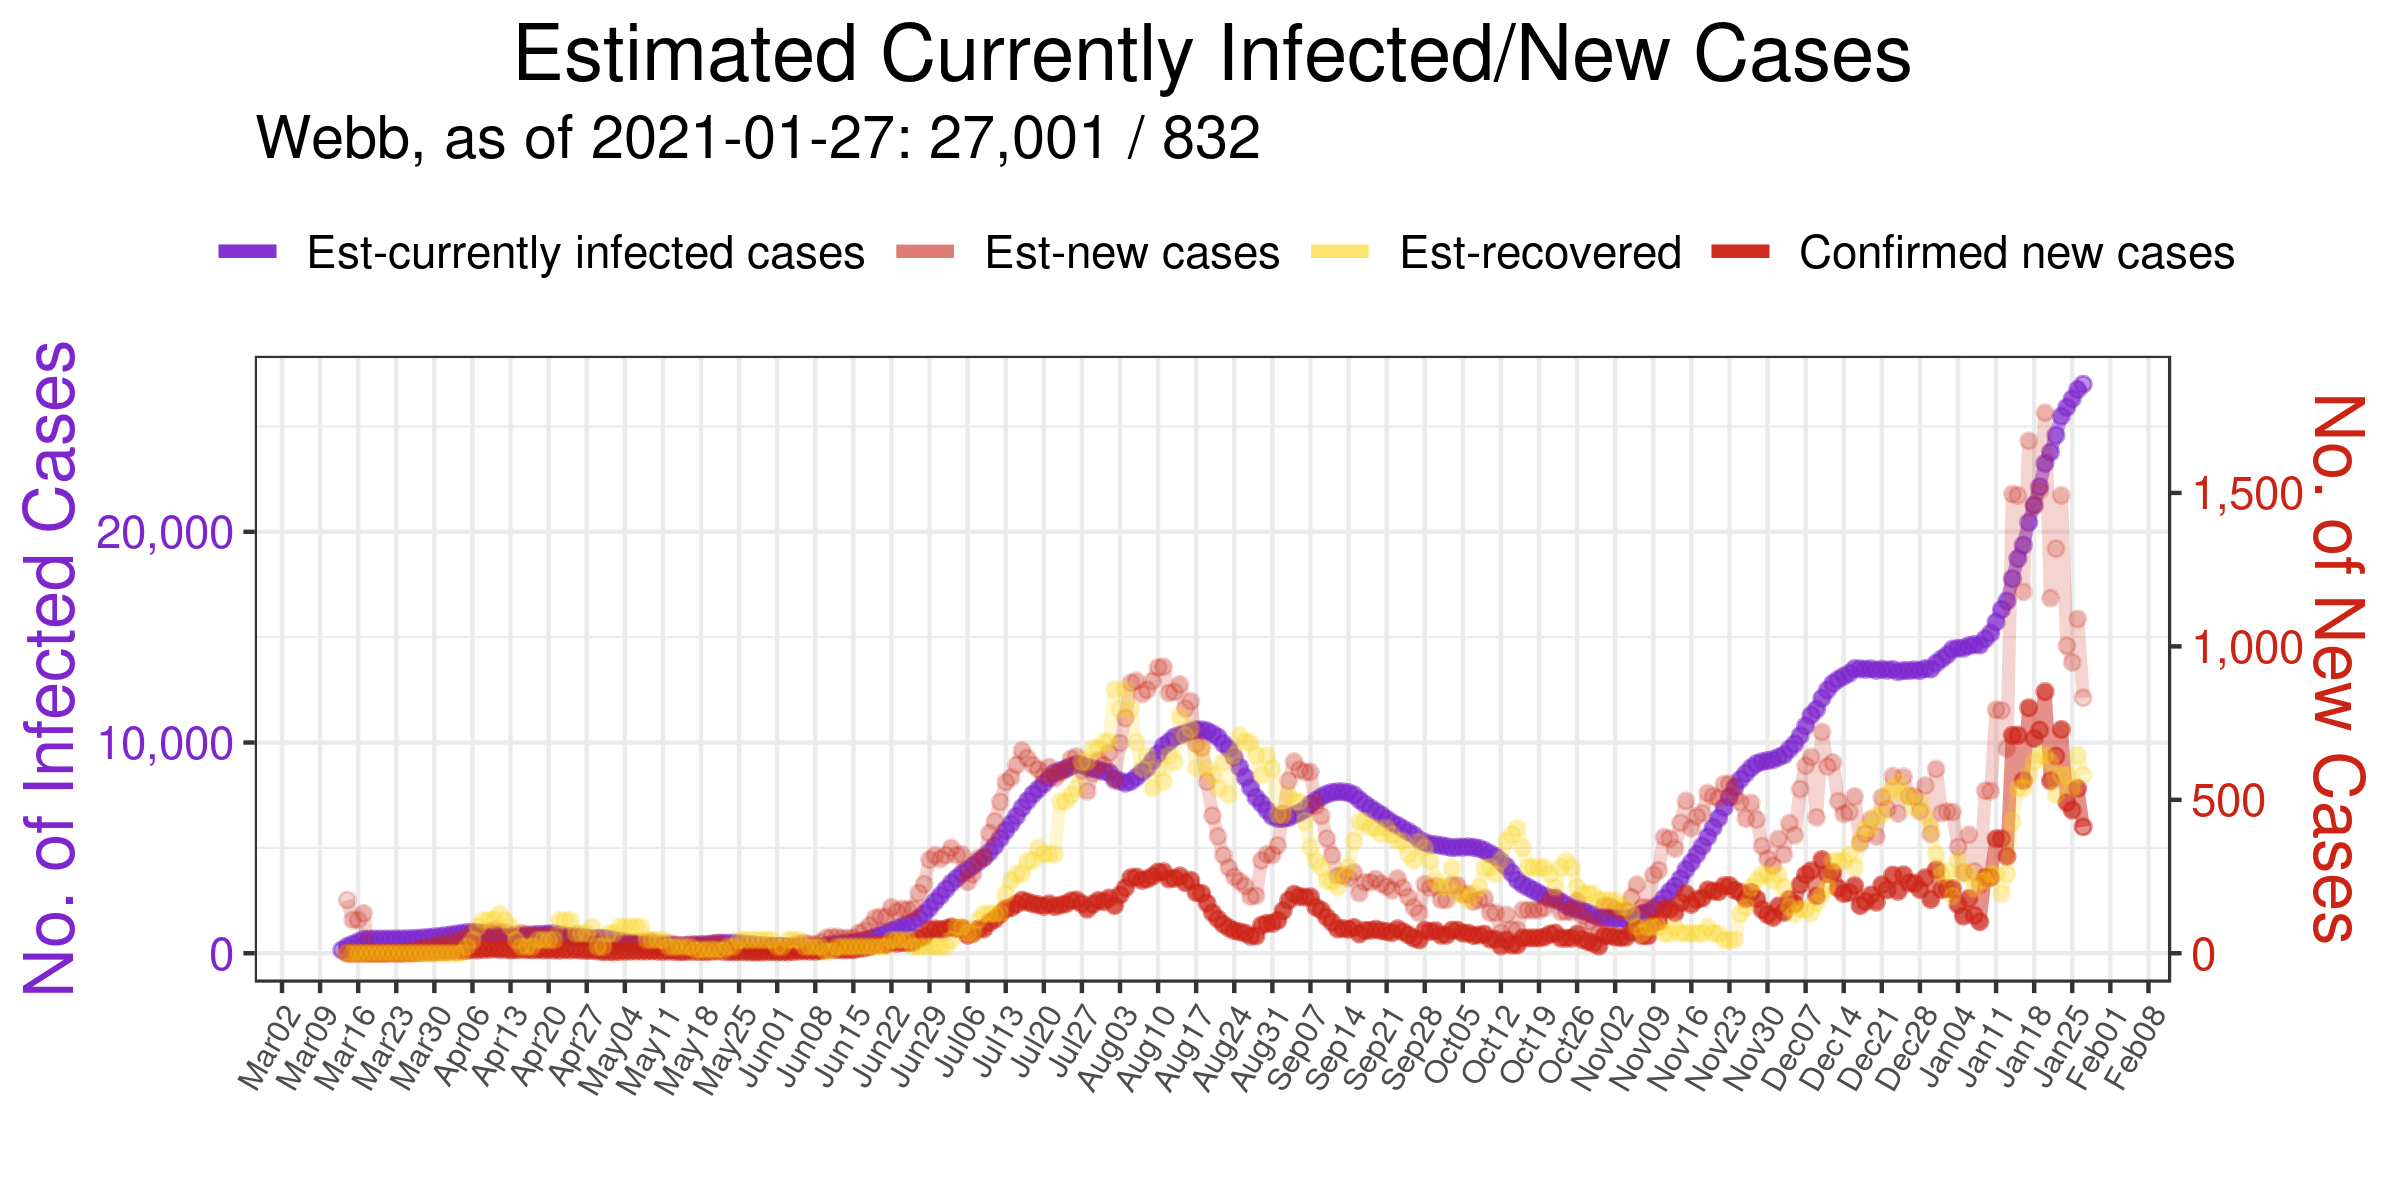 Estimated Currently Infected/New Cases
Webb, as of 2021-01-27: 27,001 / 832
Est-currently infected cases Est-new cases Est-recovered Confirmed new cases
No. of Infected Cases
20,000
10,000
0
No. of New Cases
1,500
1,000
500
0
Mar02 Mar09 Mar16 Mar23 Mar30 Apr06 Apr13 Apr20 Apr27 May04 May11 May18 May25 Jun01 Jun08 Jun15 Jun22 Jun29 Jul06 Jul13 Jul20 Jul27 Aug03 Aug10 Aug17 Aug24 Aug31 Sep07 Sep14 Sep21 Sep28 Oct05 Oct12 Oct19 Oct26 Nov02 Nov09 Nov16 Nov23 Nov30 Dec07 Dec14 Dec21 Dec28 Dec04 Jan11 Jan18 Jan25 Feb01 Feb08